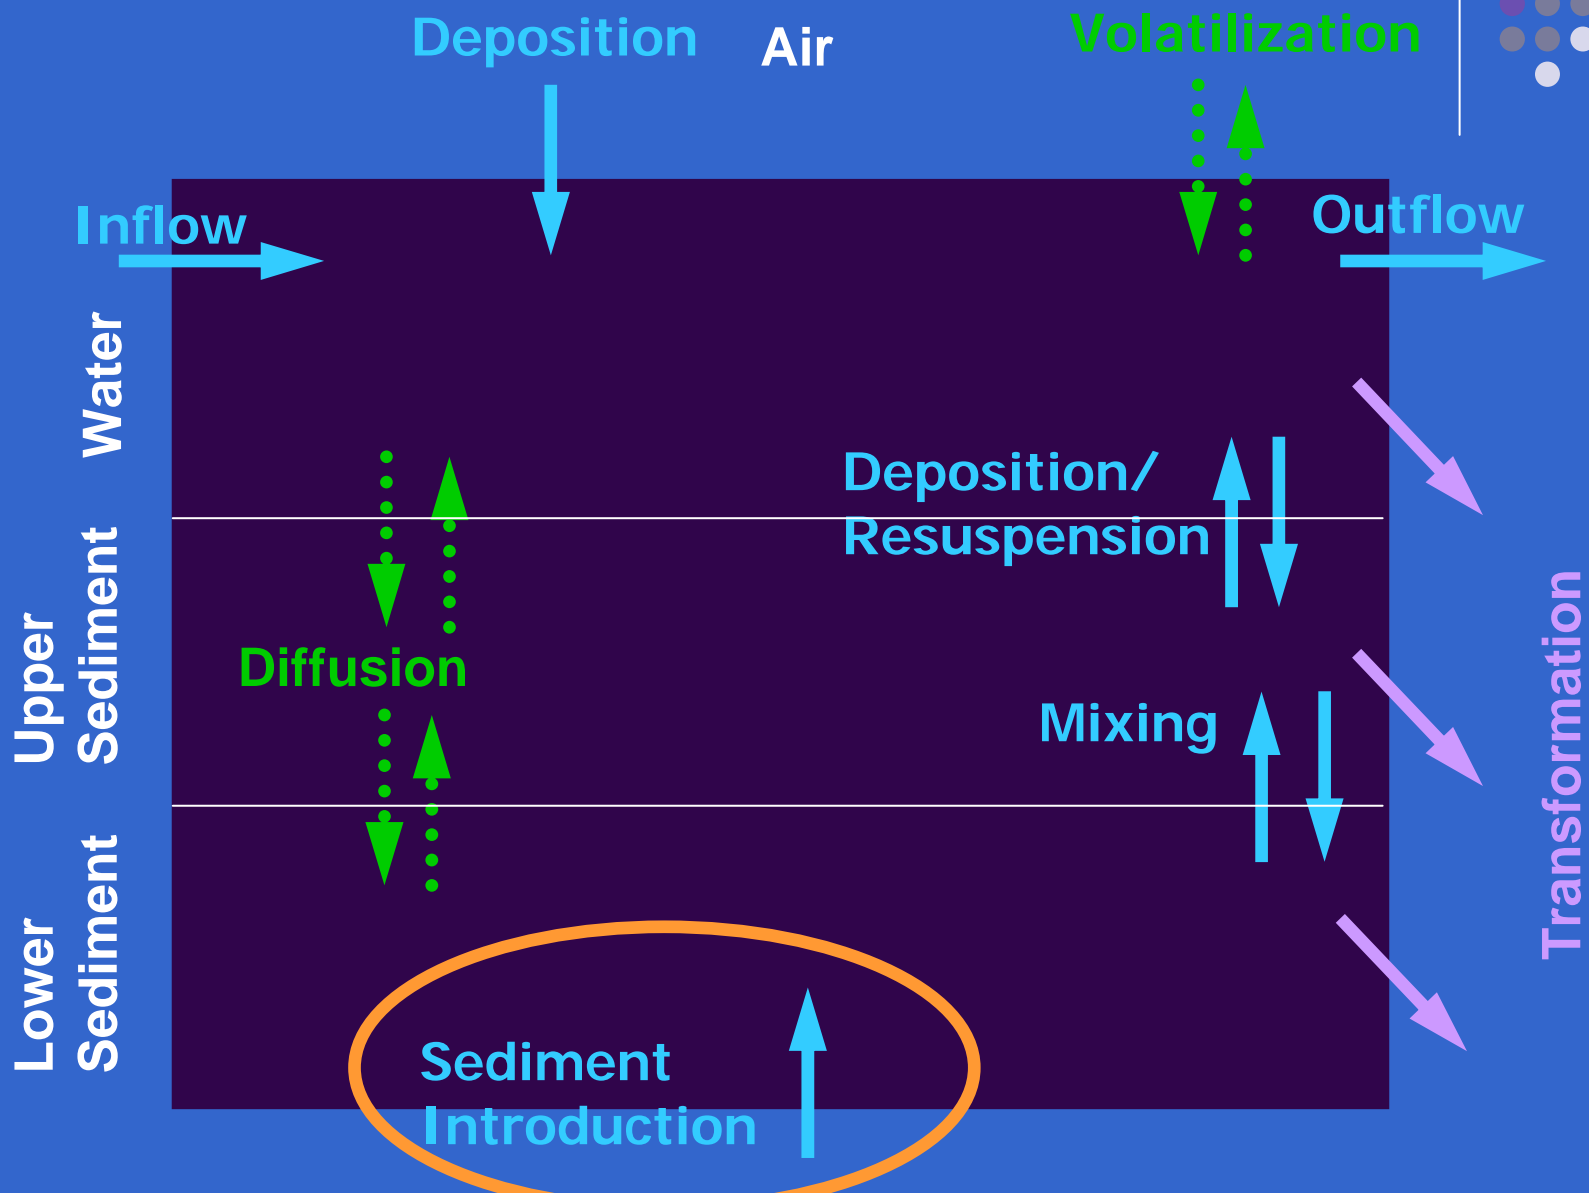 Deposition
Air
Volatilization
Inflow
Outflow
Water
Deposition/
Resuspension
Upper
Sediment
Diffusion
Mixing
Transformation
Lower
Sediment
Sediment
Introduction